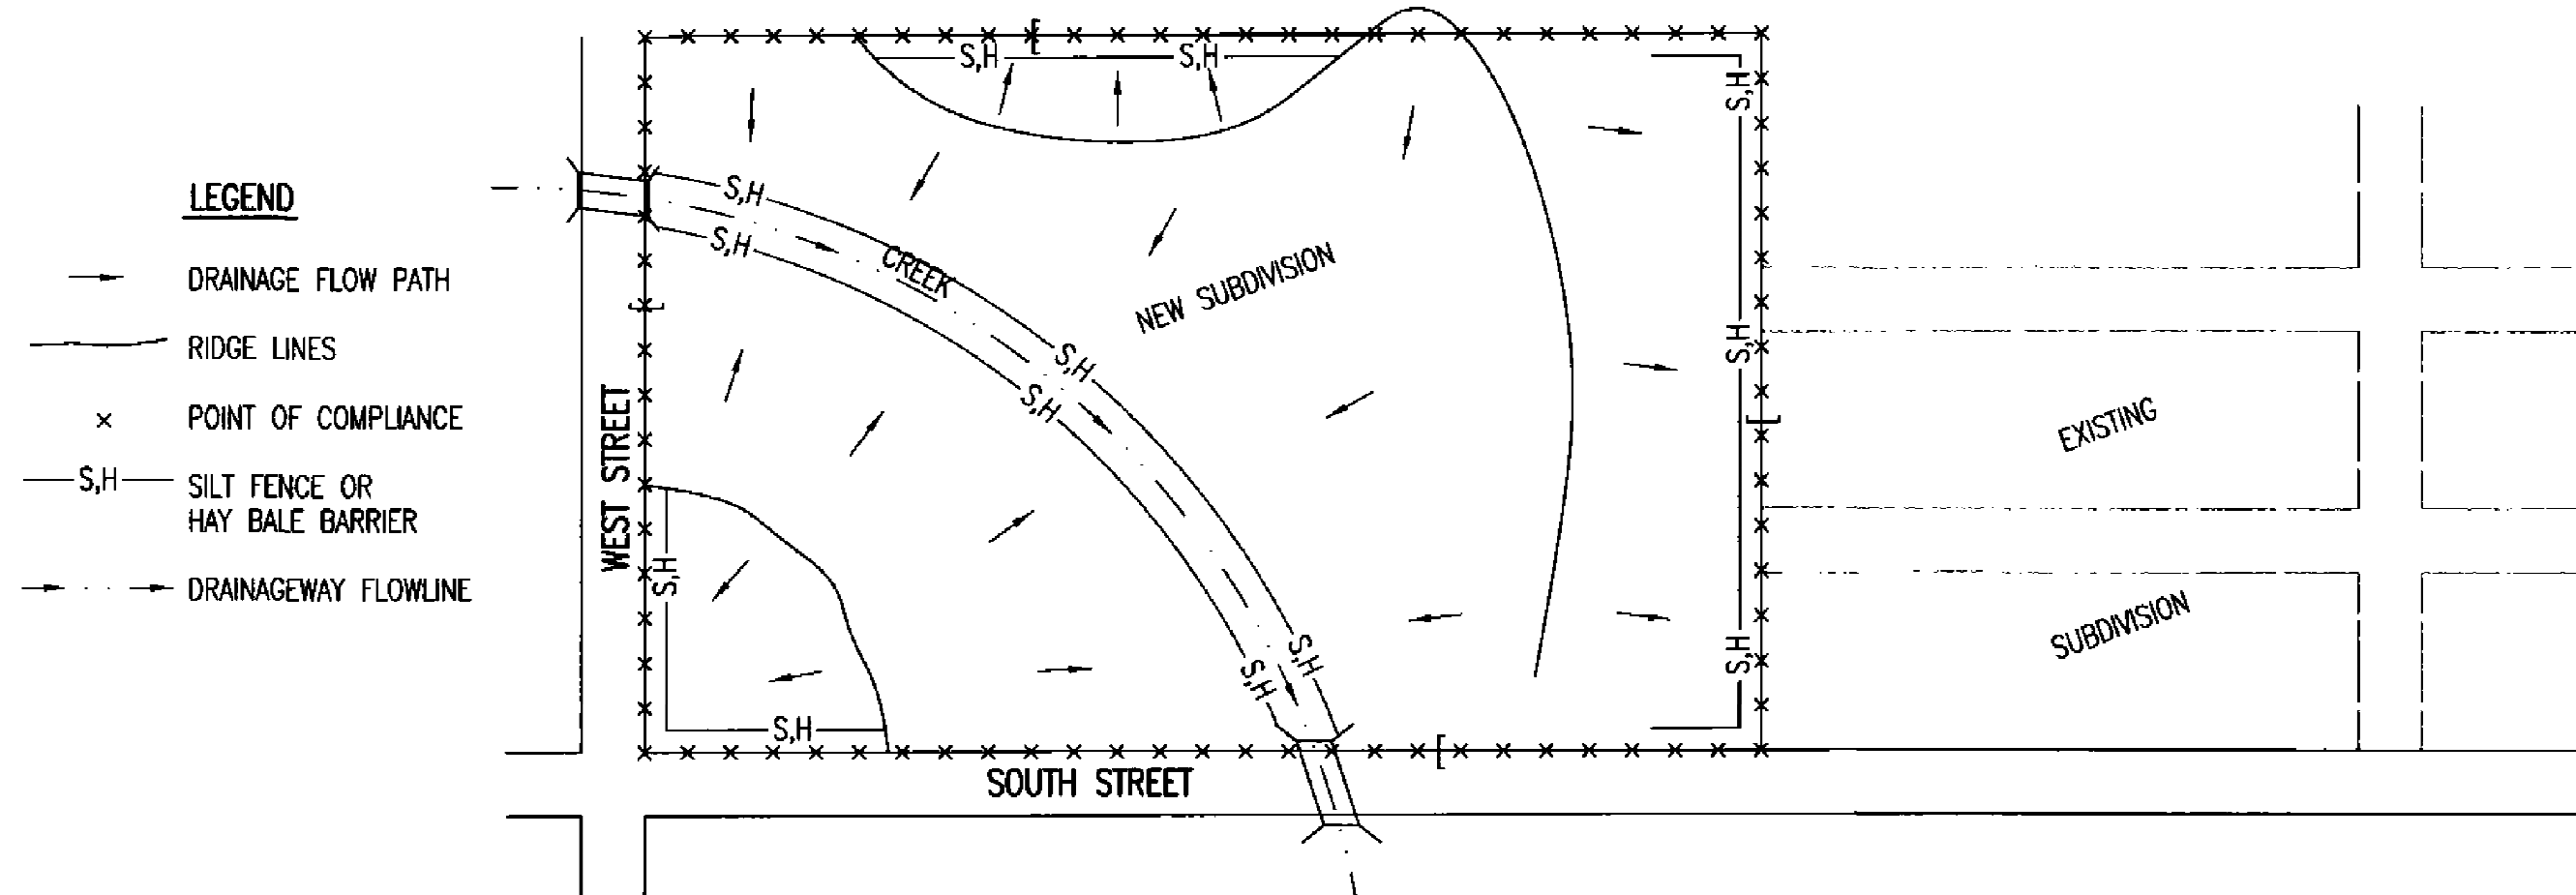 LEGEND
DRAINAGE FLOW PATH
RIDGE LINES
× POINT OF COMPLIANCE
S,H SILT FENCE OR
HAY BALE BARRIER
DRAINAGEWAY FLOWLINE
S,H
S,H
S,H
S,H
S,H
CREEK
NEW SUBDIVISION
S,H
S,H
S,H
WEST STREET
EXISTING
S,H
SUBDIVISION
S,H
S,H
S,H
S,H
SOUTH STREET